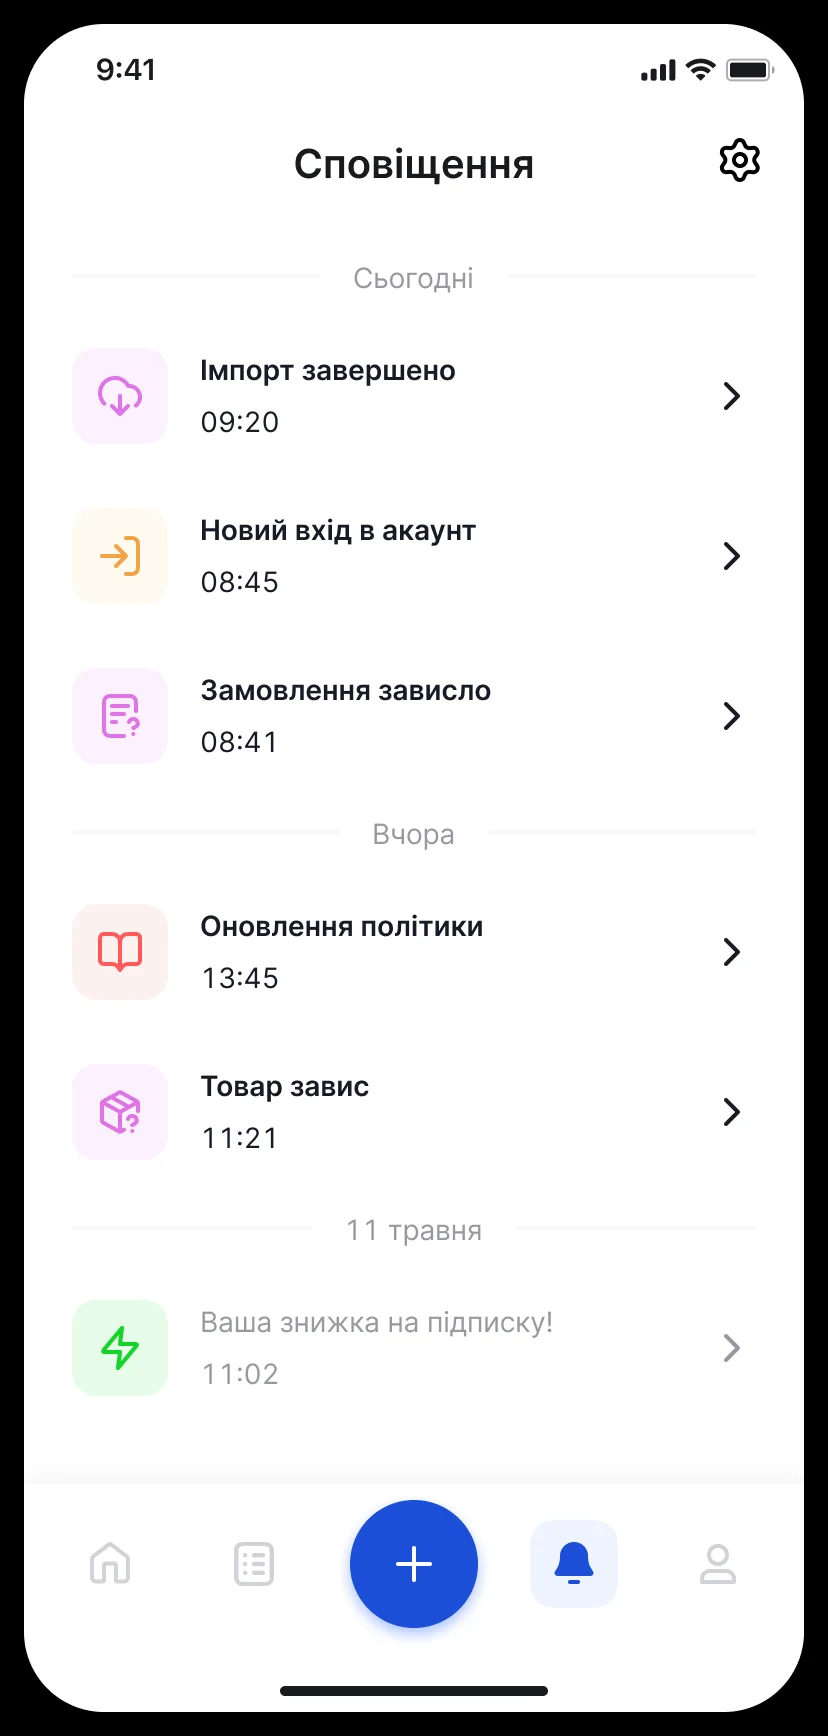 9:41
Сповіщення
Сьогодні
Імпорт завершено
09:20
Новий вхід в акаунт
08:45
Замовлення зависло
08:41
Вчора
Оновлення політики
13:45
Товар завис
11:21
11 травня
Ваша знижка на підписку!
11:02